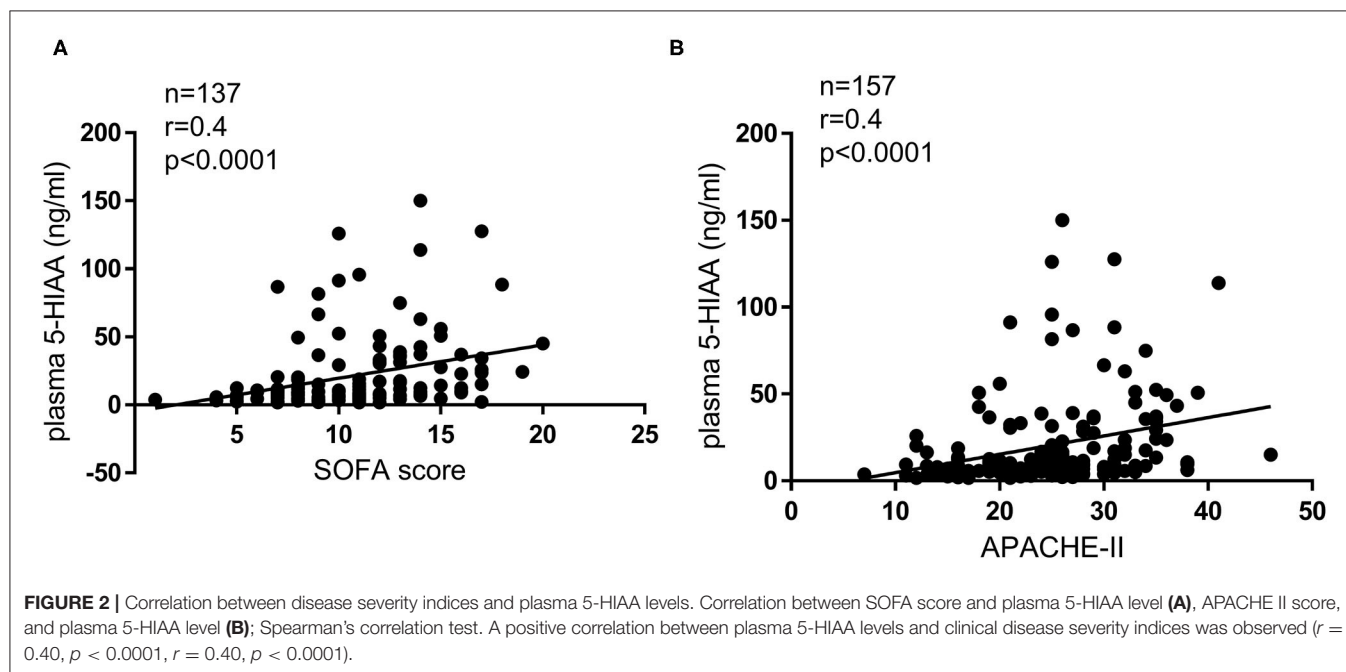 A
n=137
r=0.4
p<0.0001
200
150
100
50
0
-50
5 10 15 20 25
plasma 5-HIAA (ng/ml)
SOFA score
B
n=157
r=0.4
p<0.0001
200
150
100
50
0
0 10 20 30 40 50
plasma 5-HIAA (ng/ml)
APACHE-II
FIGURE 2 | Correlation between disease severity indices and plasma 5-HIAA levels. Correlation between SOFA score and plasma 5-HIAA level (A), APACHE II score,
and plasma 5-HIAA level (B); Spearman's correlation test. A positive correlation between plasma 5-HIAA levels and clinical disease severity indices was observed (r =
0.40, p < 0.0001, r = 0.40, p < 0.0001).